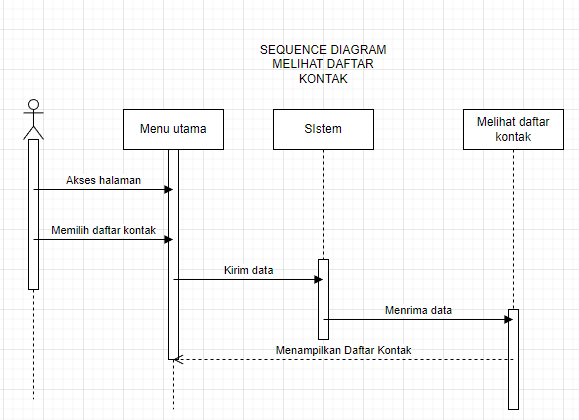 SEQUENCE DIAGRAM
MELIHAT DAFTAR
KONTAK
Menu utama
SIstem
Melihat daftar
kontak
Akses halaman
Memilih daftar kontak
Kirim data
Menrima data
Menampilkan Daftar Kontak